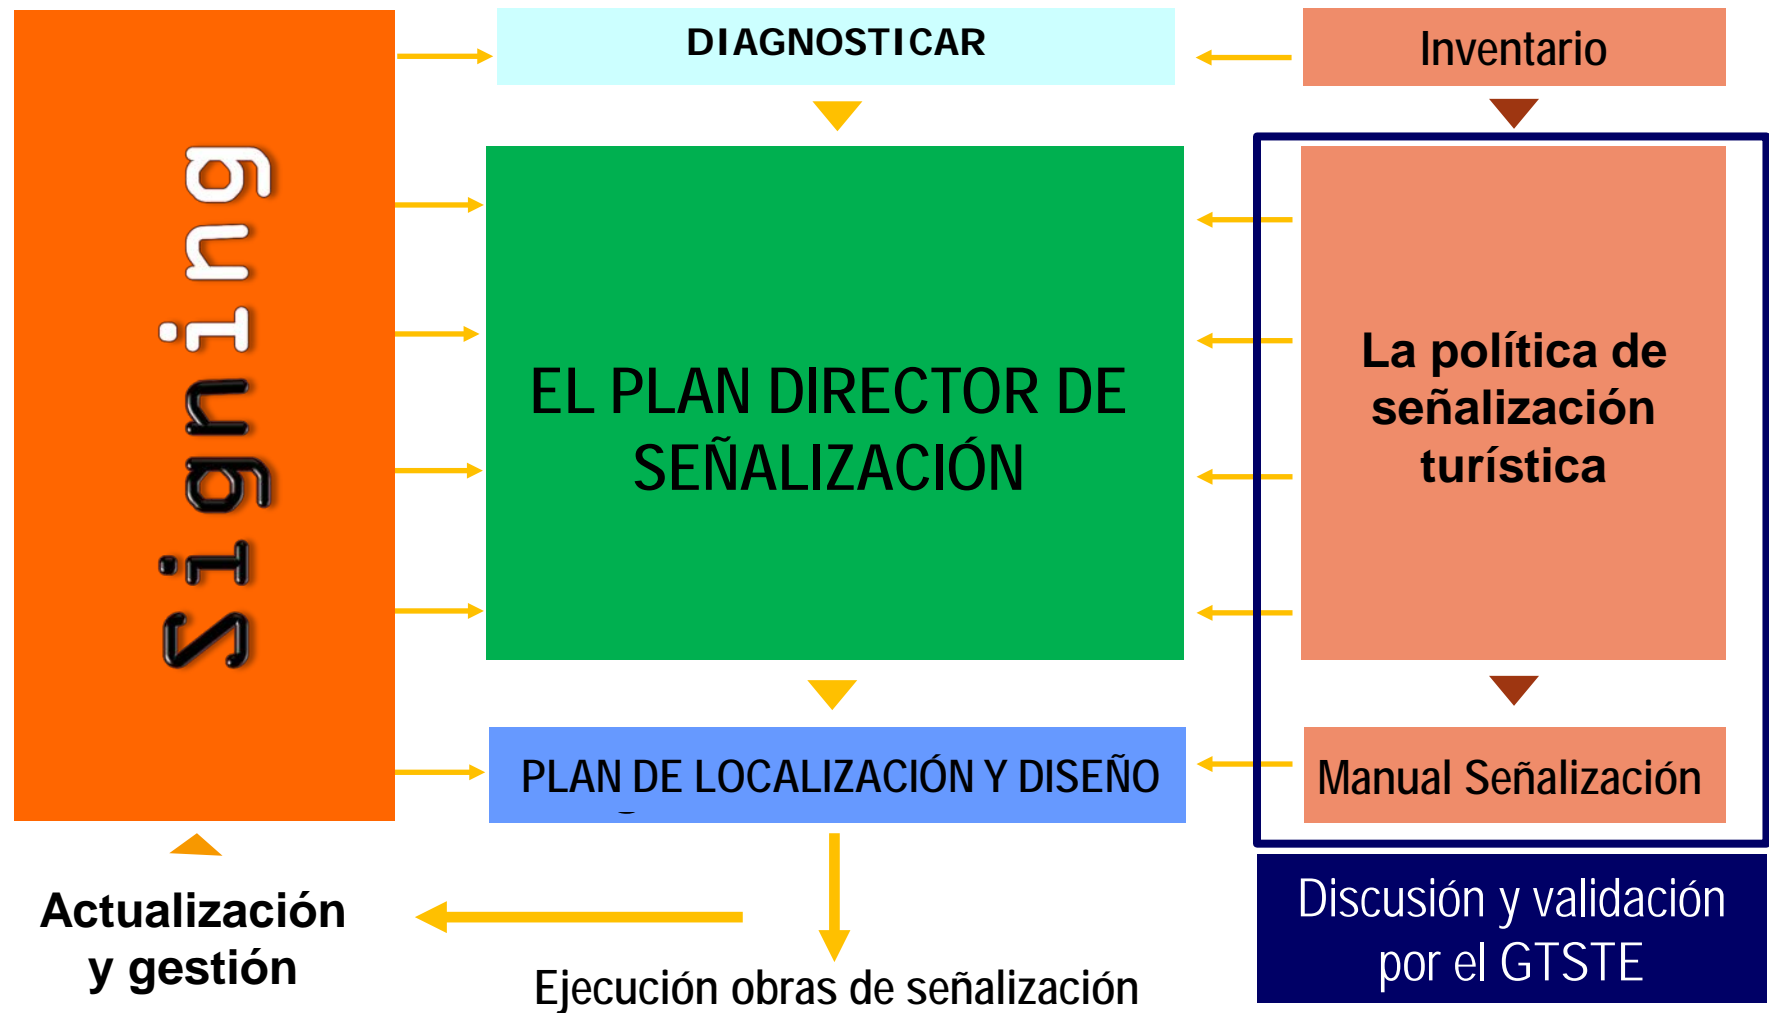 Signing
DIAGNOSTICAR
EL PLAN DIRECTOR DE
SEÑALIZACIÓN
PLAN DE LOCALIZACIÓN Y DISEÑO
Inventario
La política de
señalización
turística
Manual Señalización
Discusión y validación
por el GTSTE
Actualización
y gestión
Ejecución obras de señalización